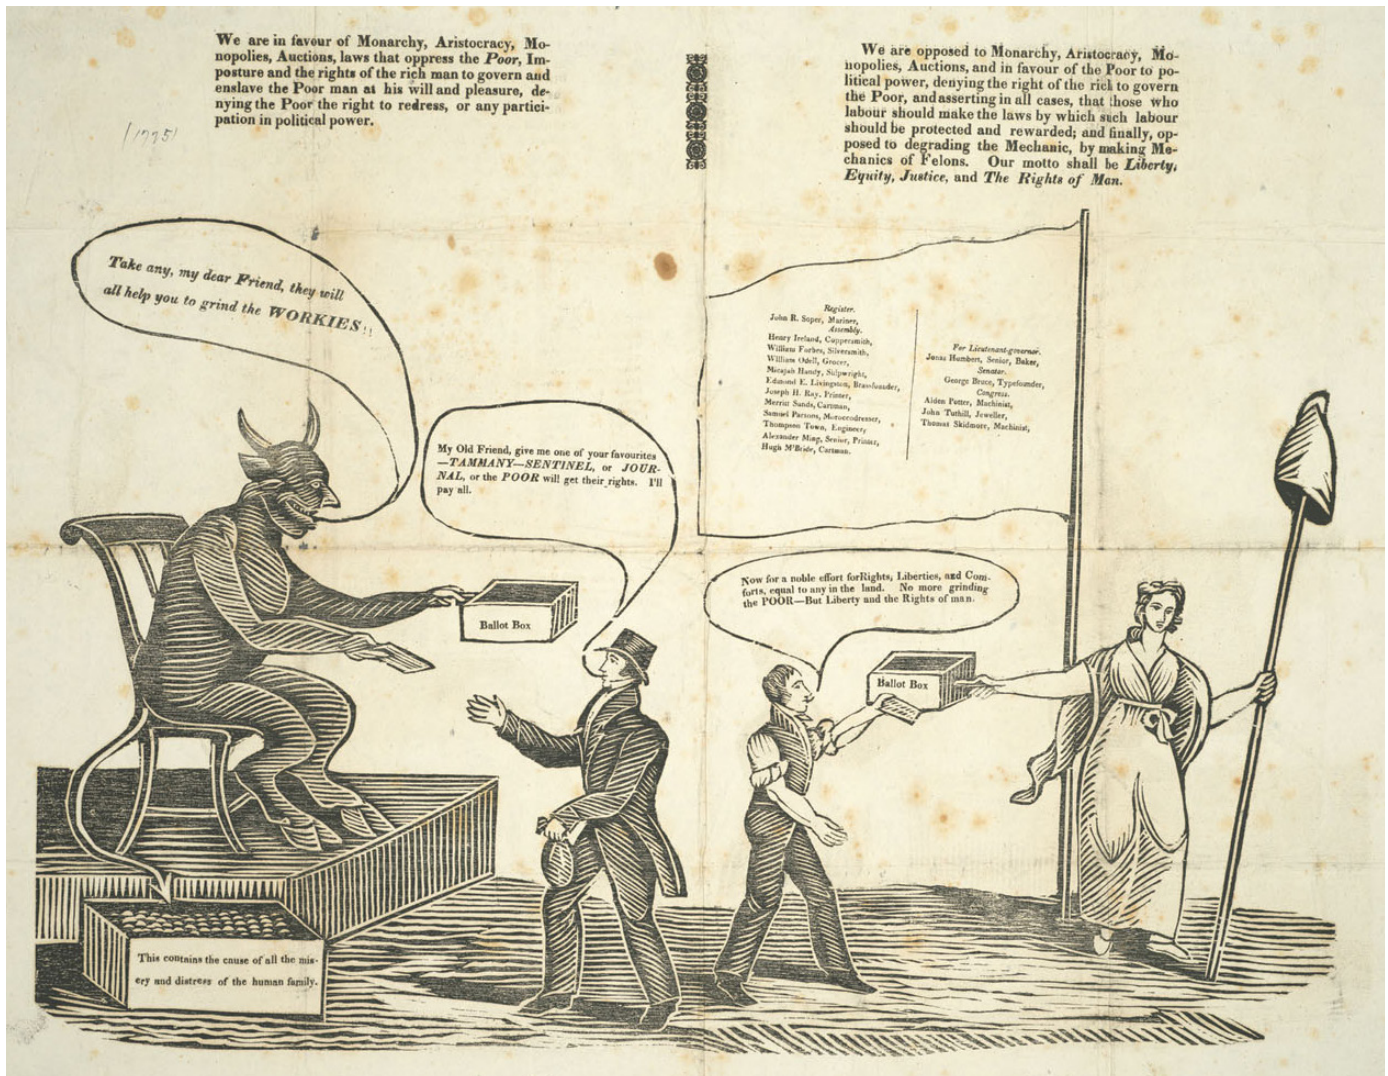 We are in favour of Monarchy, Aristocracy, Mo-
nopolies, Auctions, laws that oppress the Poor, Im-
posture and the rights of the rich man to govern and
enslave the Poor man at his will and pleasure, de-
nying the Poor the right to redress, or any partici-
pation in political power.
We are opposed to Monarchy, Aristocracy, Mo-
nopolies, Auctions, and in favour of the Poor to po-
litical power, denying the right of the rich to govern
the Poor, and asserting in all cases, that those who
labour should make the laws by which such labour
should be protected and rewarded; and finally, op-
posed to degrading the Mechanic, by making Me-
chanics of Felons. Our motto shall be Liberty,
Equity, Justice, and The Rights of Man.
Take any, my dear Friend, they will
all help you to grind the WORKIES!!
My Old Friend, give me one of your favourites
—TAMMANY—SENTINEL, or JOUR-
NAL, or the POOR will get their rights. I'll
pay all.
Register.
John R. Soper, Mariner,
Assembly.
Henry Ireland, Coppersmith,
William Forbes, Silversmith,
William Odell, Grocer,
Micajah Handy, Shipwright,
Edmund E. Livingston, Brassfounder,
Joseph H. Ray, Printer,
Merritt Sands, Cartman,
Samuel Parsons, Moroccodresser,
Thompson Town, Engineer,
Alexander Ming, Senior, Printer,
Hugh M'Bride, Cartman.
For Lieutenant-governor.
Jonas Humbert, Senior, Baker,
Senator.
George Bruce, Typefounder,
Congress.
Alden Potter, Machinist,
John Tuthill, Jeweller,
Thomas Skidmore, Machinist,
Now for a noble effort for Rights, Liberties, and Com-
forts, equal to any in the land. No more grinding
the POOR—But Liberty and the Rights of man.
Ballot Box
Ballot Box
This contains the cause of all the mis-
ery and distress of the human family.